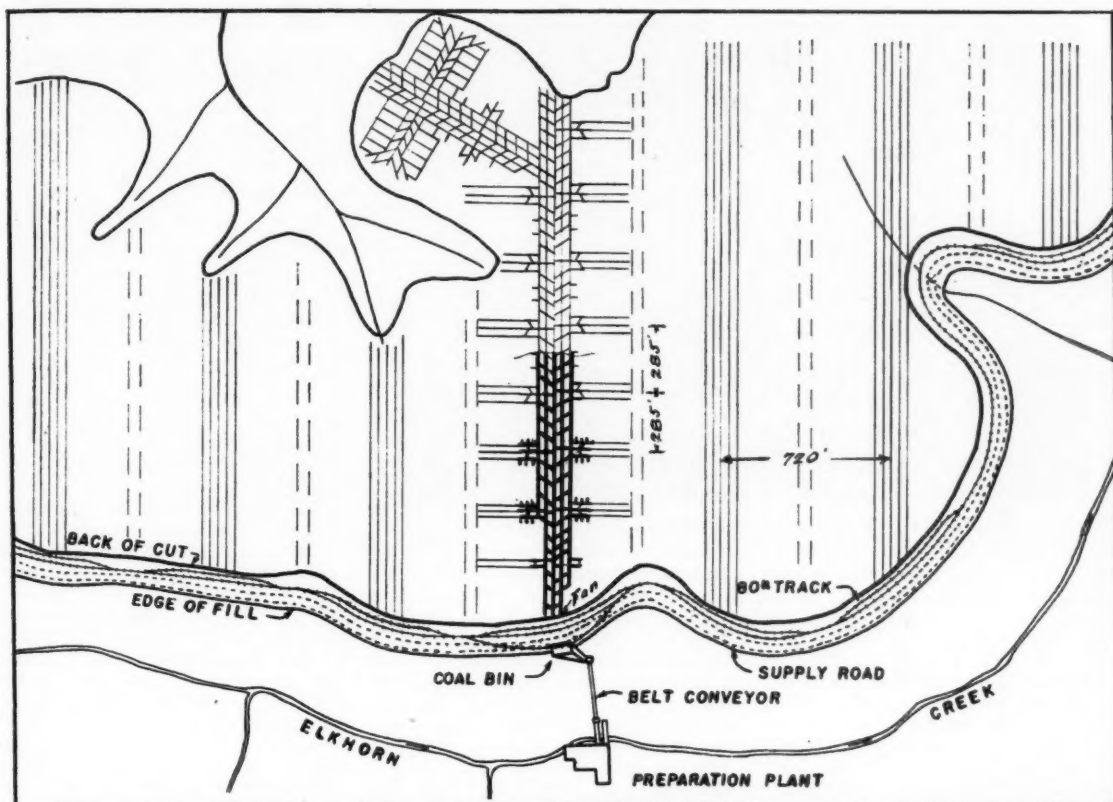 285'
285'
720'
BACK OF CUT
EDGE OF FILL
Fan
80# TRACK
SUPPLY ROAD
COAL BIN
BELT CONVEYOR
ELKHORN CREEK
PREPARATION PLANT